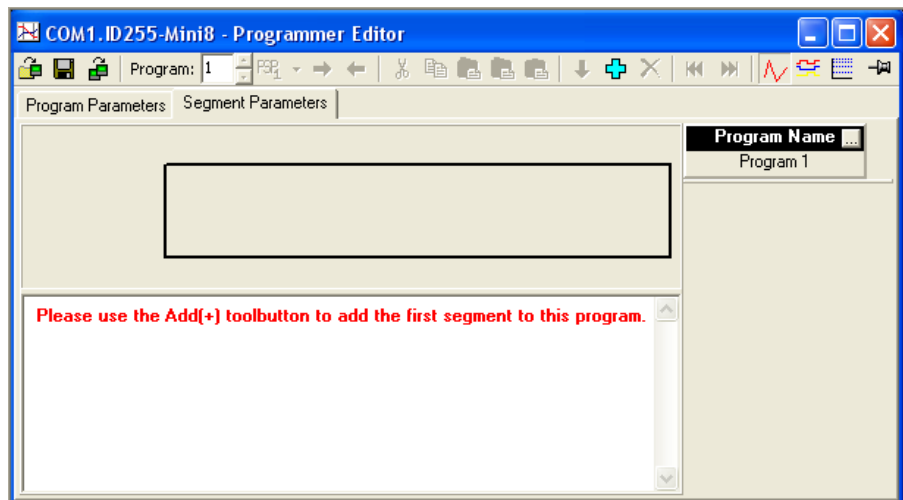 COM1.ID255-Mini8 - Programmer Editor
Program: 1 PSP1
Program Parameters Segment Parameters
Program Name ...
Program 1
Please use the Add(+) toolbutton to add the first segment to this program.